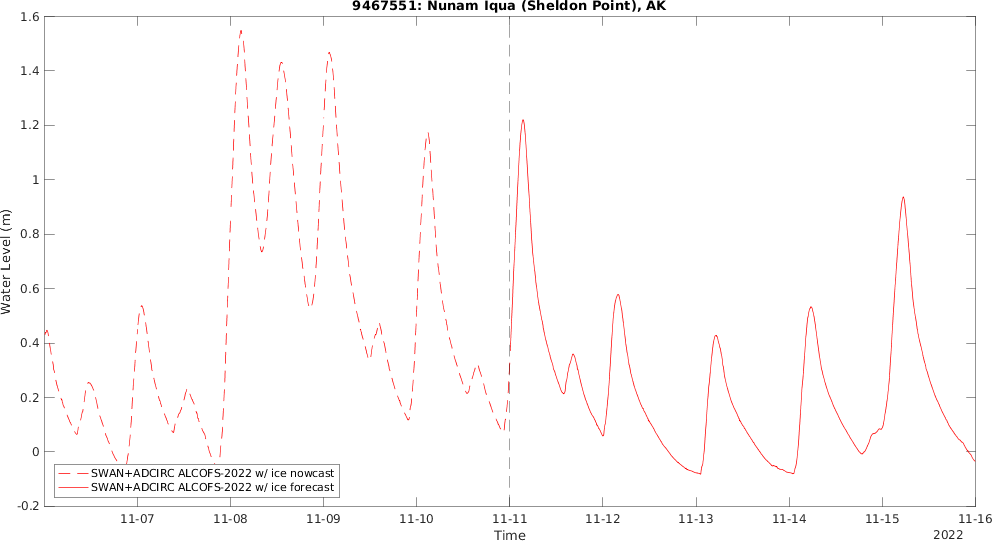 9467551: Nunam Iqua (Sheldon Point), AK
Water Level (m)
1.6
1.4
1.2
1
0.8
0.6
0.4
0.2
0
-0.2
SWAN+ADCIRC ALCOFS-2022 w/ ice nowcast
SWAN+ADCIRC ALCOFS-2022 w/ ice forecast
11-07 11-08 11-09 11-10 11-11 11-12 11-13 11-14 11-15 11-16
Time
2022